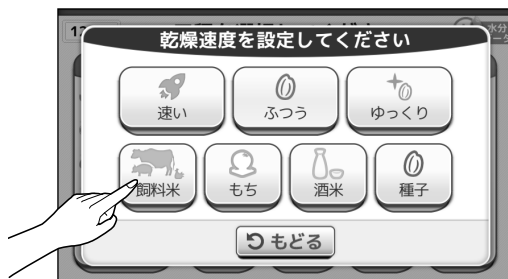 乾燥速度を設定してください
速い
ふつう
ゆっくり
飼料米
もち
酒米
種子
もどる